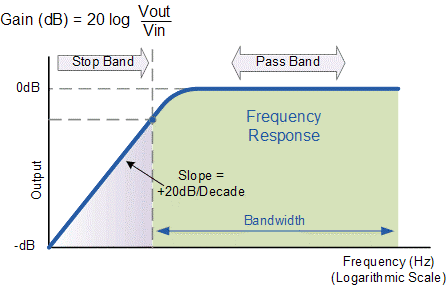 Gain (dB) = 20 log Vout
Vin
Stop Band
Pass Band
0dB
Frequency
Response
Slope =
+20dB/Decade
Output
Bandwidth
-dB
Frequency (Hz)
(Logarithmic Scale)